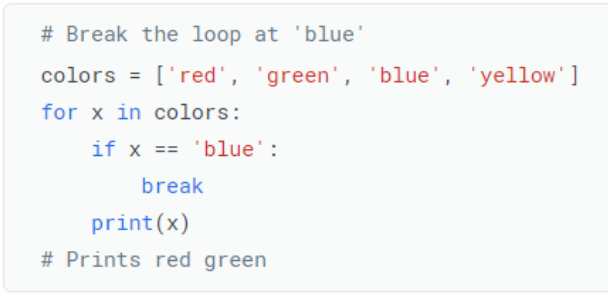 # Break the loop at 'blue'
colors = ['red', 'green', 'blue', 'yellow']
for x in colors:
    if x == 'blue':
        break
    print(x)
# Prints red green